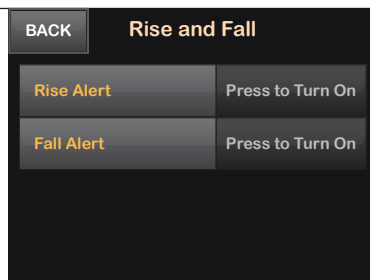 BACK
Rise and Fall
Rise Alert
Press to Turn On
Fall Alert
Press to Turn On